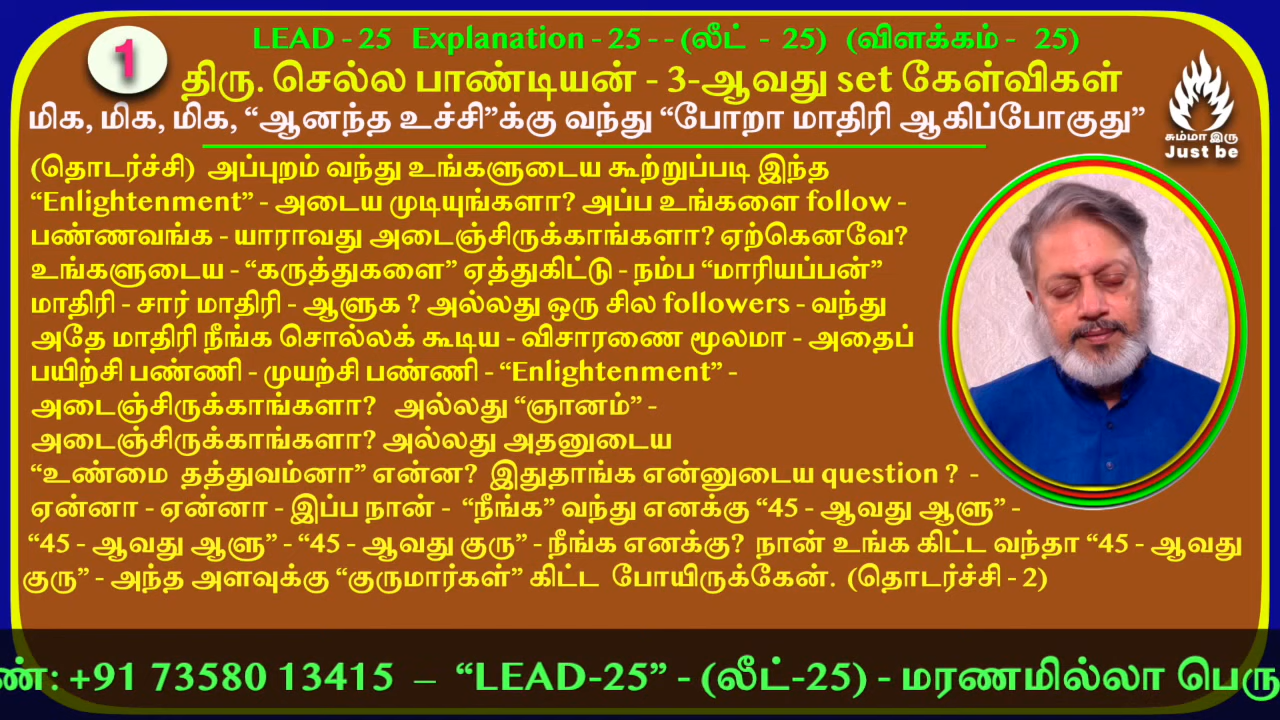 LEAD - 25 Explanation - 25 - - (லீட் - 25) (விளக்கம் - 25)
1
திரு. செல்ல பாண்டியன் - 3-ஆவது set கேள்விகள்
மிக, மிக, மிக, “ஆனந்த உச்சி”க்கு வந்து “போறா மாதிரி ஆகிப்போகுது”
சும்மா இரு
Just be
(தொடர்ச்சி) அப்புறம் வந்து உங்களுடைய கூற்றுப்படி இந்த
“Enlightenment” - அடைய முடியுங்களா? அப்ப உங்களை follow -
பண்ணவங்க - யாராவது அடைஞ்சிருக்காங்களா? ஏற்கெனவே?
உங்களுடைய - “கருத்துகளை” ஏத்துகிட்டு - நம்ப “மாரியப்பன்”
மாதிரி - சார் மாதிரி - ஆளுக ? அல்லது ஒரு சில followers - வந்து
அதே மாதிரி நீங்க சொல்லக் கூடிய - விசாரணை மூலமா - அதைப்
பயிற்சி பண்ணி - முயற்சி பண்ணி - “Enlightenment” -
அடைஞ்சிருக்காங்களா? அல்லது “ஞானம்” -
அடைஞ்சிருக்காங்களா? அல்லது அதனுடைய
“உண்மை தத்துவம்னா” என்ன? இதுதாங்க என்னுடைய question ? -
ஏன்னா - ஏன்னா - இப்ப நான் - “நீங்க” வந்து எனக்கு “45 - ஆவது ஆளு” -
“45 - ஆவது ஆளு” - “45 - ஆவது குரு” - நீங்க எனக்கு? நான் உங்க கிட்ட வந்தா “45 - ஆவது
குரு” - அந்த அளவுக்கு “குருமார்கள்” கிட்ட போயிருக்கேன். (தொடர்ச்சி - 2)
ண்: +91 73580 13415 – “LEAD-25” - (லீட்-25) - மரணமில்லா பெரு